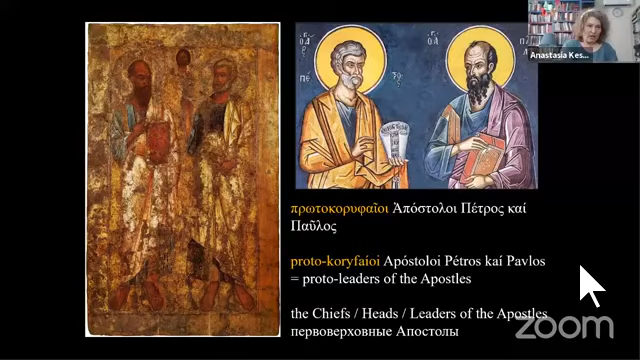 Anastasia Kes...
πρωτοκορυφαῖοι Ἀπόστολοι Πέτρος καί
Παῦλος
proto-koryfaíoi Apóstoloi Pétros kaí Pavlos
= proto-leaders of the Apostles
the Chiefs / Heads / Leaders of the Apostles
первоверховные Апостолы
zoom